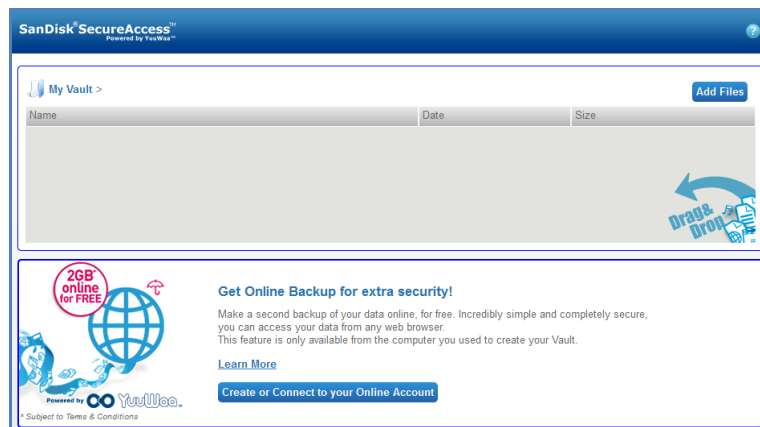 SanDisk®SecureAccess™
Powered by YuuWaa™
?
My Vault >
Add Files
Name Date Size
Drag&
Drop
2GB*
online
for FREE
Get Online Backup for extra security!
Make a second backup of your data online, for free. Incredibly simple and completely secure,
you can access your data from any web browser.
This feature is only available from the computer you used to create your Vault.
Learn More
Create or Connect to your Online Account
Powered by YuuWaa™
* Subject to Terms & Conditions